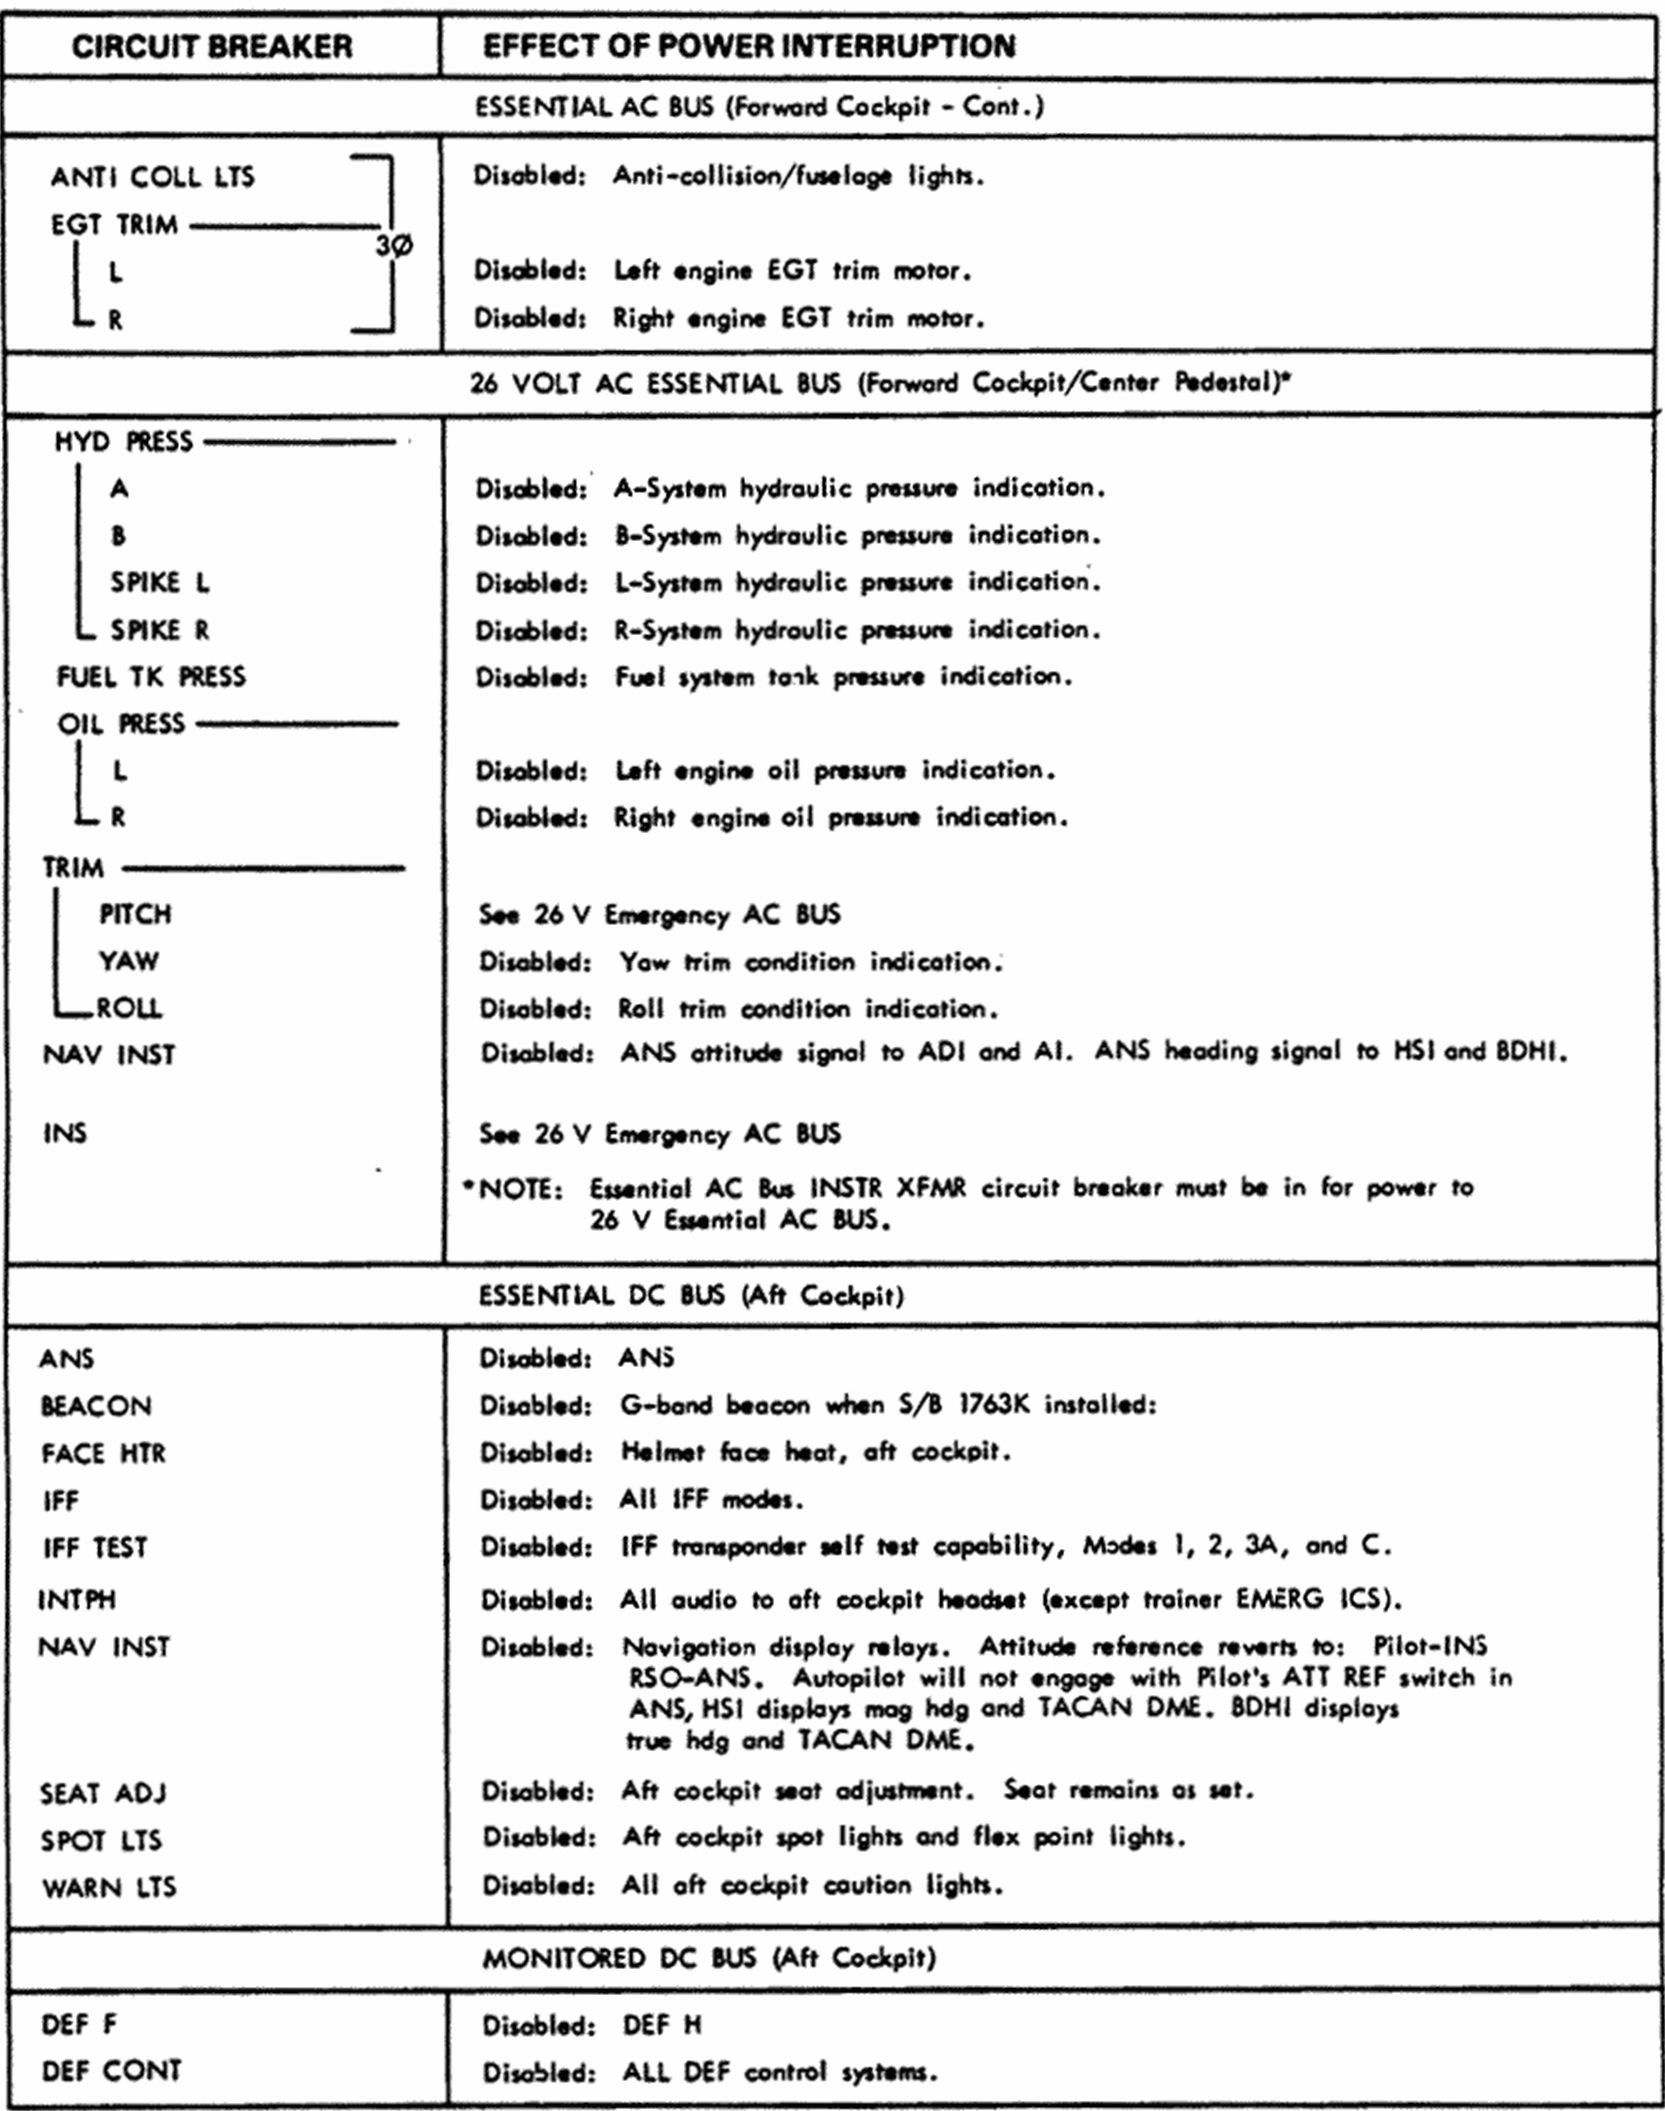 CIRCUIT BREAKER EFFECT OF POWER INTERRUPTION
ESSENTIAL AC BUS (Forward Cockpit - Cont.)
ANTI COLL LTS Disabled: Anti-collision/fuselage lights.
EGT TRIM
3Ø
L Disabled: Left engine EGT trim motor.
R Disabled: Right engine EGT trim motor.
26 VOLT AC ESSENTIAL BUS (Forward Cockpit/Center Pedestal)*
HYD PRESS
A Disabled: A-System hydraulic pressure indication.
B Disabled: B-System hydraulic pressure indication.
SPIKE L Disabled: L-System hydraulic pressure indication.
SPIKE R Disabled: R-System hydraulic pressure indication.
FUEL TK PRESS Disabled: Fuel system tank pressure indication.
OIL PRESS
L Disabled: Left engine oil pressure indication.
R Disabled: Right engine oil pressure indication.
TRIM
PITCH See 26 V Emergency AC BUS
YAW Disabled: Yaw trim condition indication.
ROLL Disabled: Roll trim condition indication.
NAV INST Disabled: ANS attitude signal to ADI and AI. ANS heading signal to HSI and BDHI.
INS See 26 V Emergency AC BUS
*NOTE: Essential AC Bus INSTR XFMR circuit breaker must be in for power to
26 V Essential AC BUS.
ESSENTIAL DC BUS (Aft Cockpit)
ANS Disabled: ANS
BEACON Disabled: G-band beacon when S/B 1763K installed:
FACE HTR Disabled: Helmet face heat, aft cockpit.
IFF Disabled: All IFF modes.
IFF TEST Disabled: IFF transponder self test capability, Modes 1, 2, 3A, and C.
INTPH Disabled: All audio to aft cockpit headset (except trainer EMERG ICS).
NAV INST Disabled: Navigation display relays. Attitude reference reverts to: Pilot-INS
RSO-ANS. Autopilot will not engage with Pilot's ATT REF switch in
ANS, HSI displays mag hdg and TACAN DME. BDHI displays
true hdg and TACAN DME.
SEAT ADJ Disabled: Aft cockpit seat adjustment. Seat remains as set.
SPOT LTS Disabled: Aft cockpit spot lights and flex point lights.
WARN LTS Disabled: All aft cockpit caution lights.
MONITORED DC BUS (Aft Cockpit)
DEF F Disabled: DEF H
DEF CONT Disabled: ALL DEF control systems.